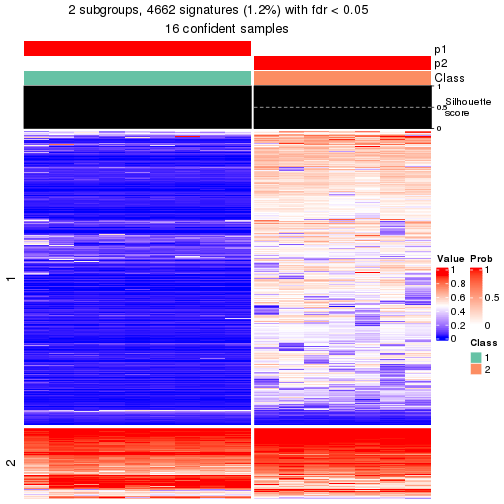 2 subgroups, 4662 signatures (1.2%) with fdr < 0.05
16 confident samples
p1
p2
Class
1
0.5
0
Silhouette
score
1
2
Value
1
0.8
0.6
0.4
0.2
0
Prob
1
0.5
0
Class
1
2